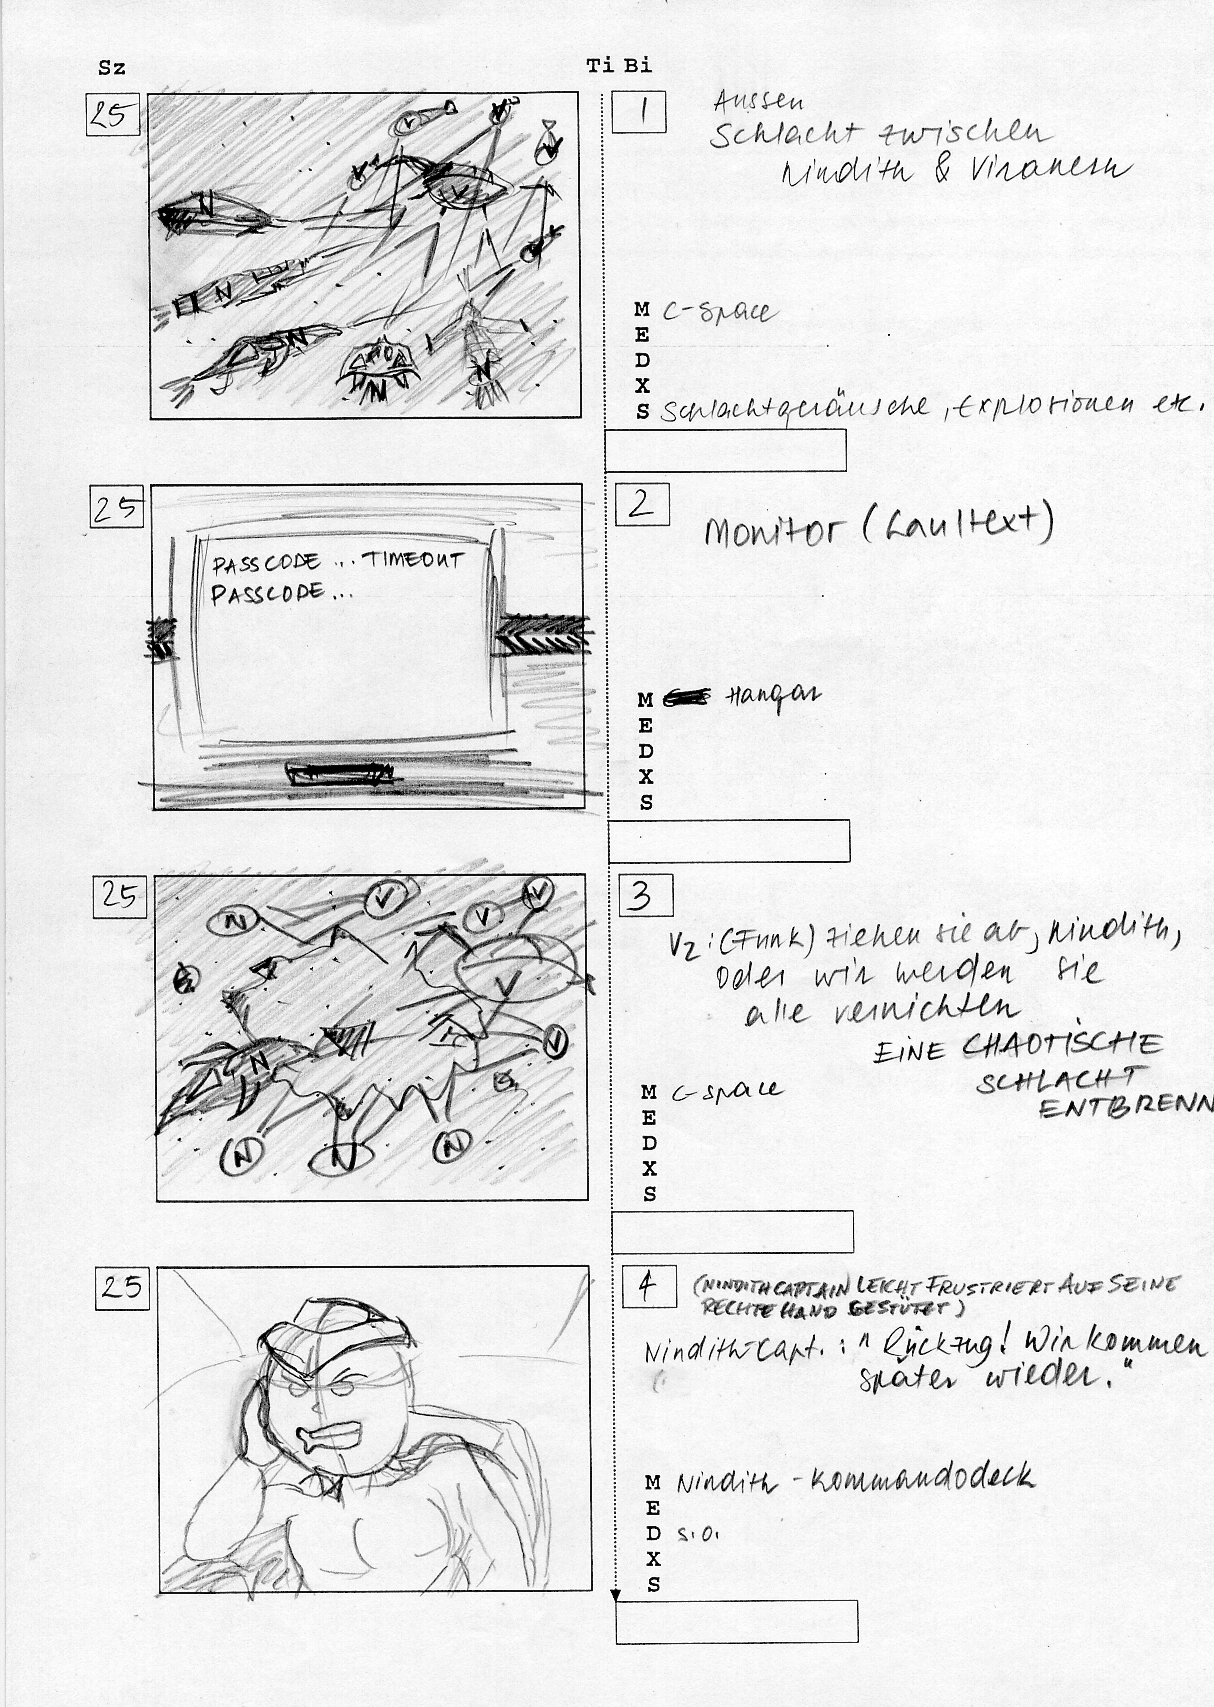 Sz Ti Bi
25
1
Aussen
Schlacht zwischen
Nindith & Viranern
V
V
V
V
V
V
N
N
N
N
N
M C-Space
E
D
X
S Schlachtgeräusche, Explosionen etc.
25
2
Monitor (Lauftext)
PASSCODE ... TIMEOUT
PASSCODE ...
M Hangar
E
D
X
S
25
3
V2: (Funk) ziehen sie ab, Nindith,
oder wir werden sie
alle vernichten
EINE CHAOTISCHE
SCHLACHT
ENTBRENN
N
V
V
V
V
V
N
N
N
N
M C-Space
E
D
X
S
25
4
(NINDITHCAPTAIN LEICHT FRUSTRIERT AUF SEINE
RECHTE HAND GESTÜTZT)
Nindith-Capt.: "Rückzug! Wir kommen
später wieder."
M Nindith - Kommandodeck
E
D s.o.
X
S